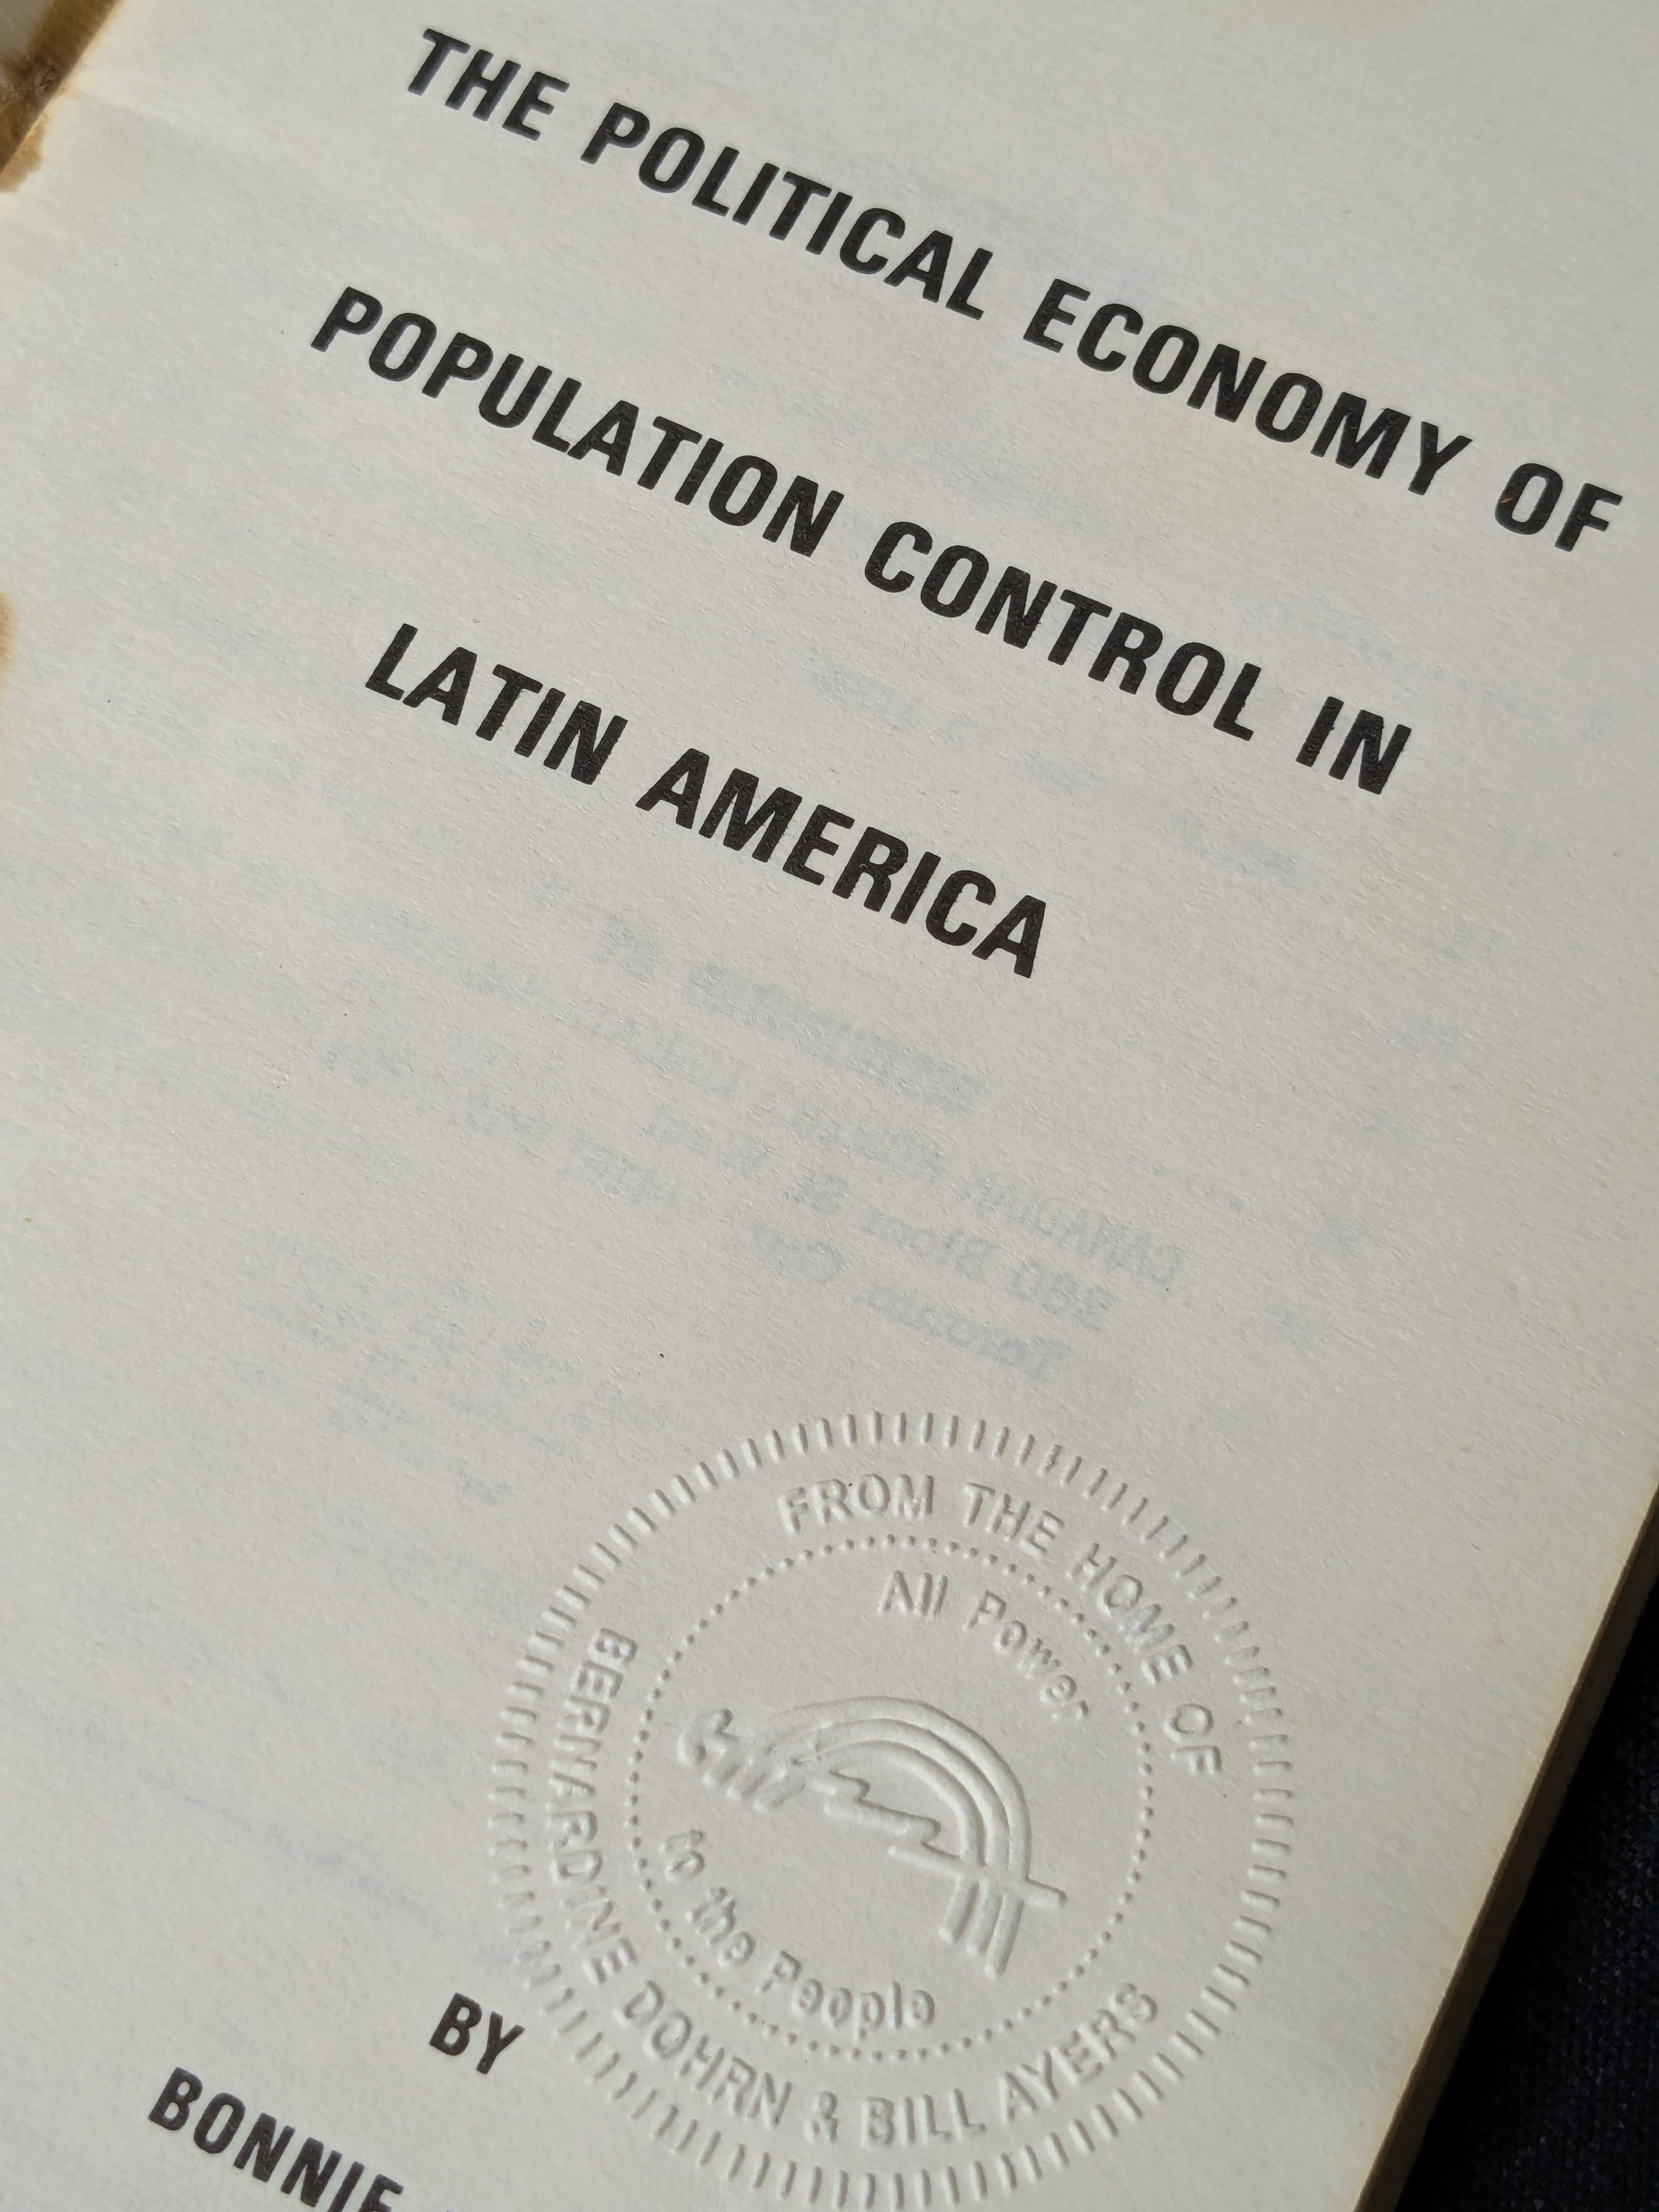 THE POLITICAL ECONOMY OF
POPULATION CONTROL IN
LATIN AMERICA
FROM THE HOME OF
All Power
to the People
BERNARDINE DOHRN & BILL AYERS
BY
BONNIE